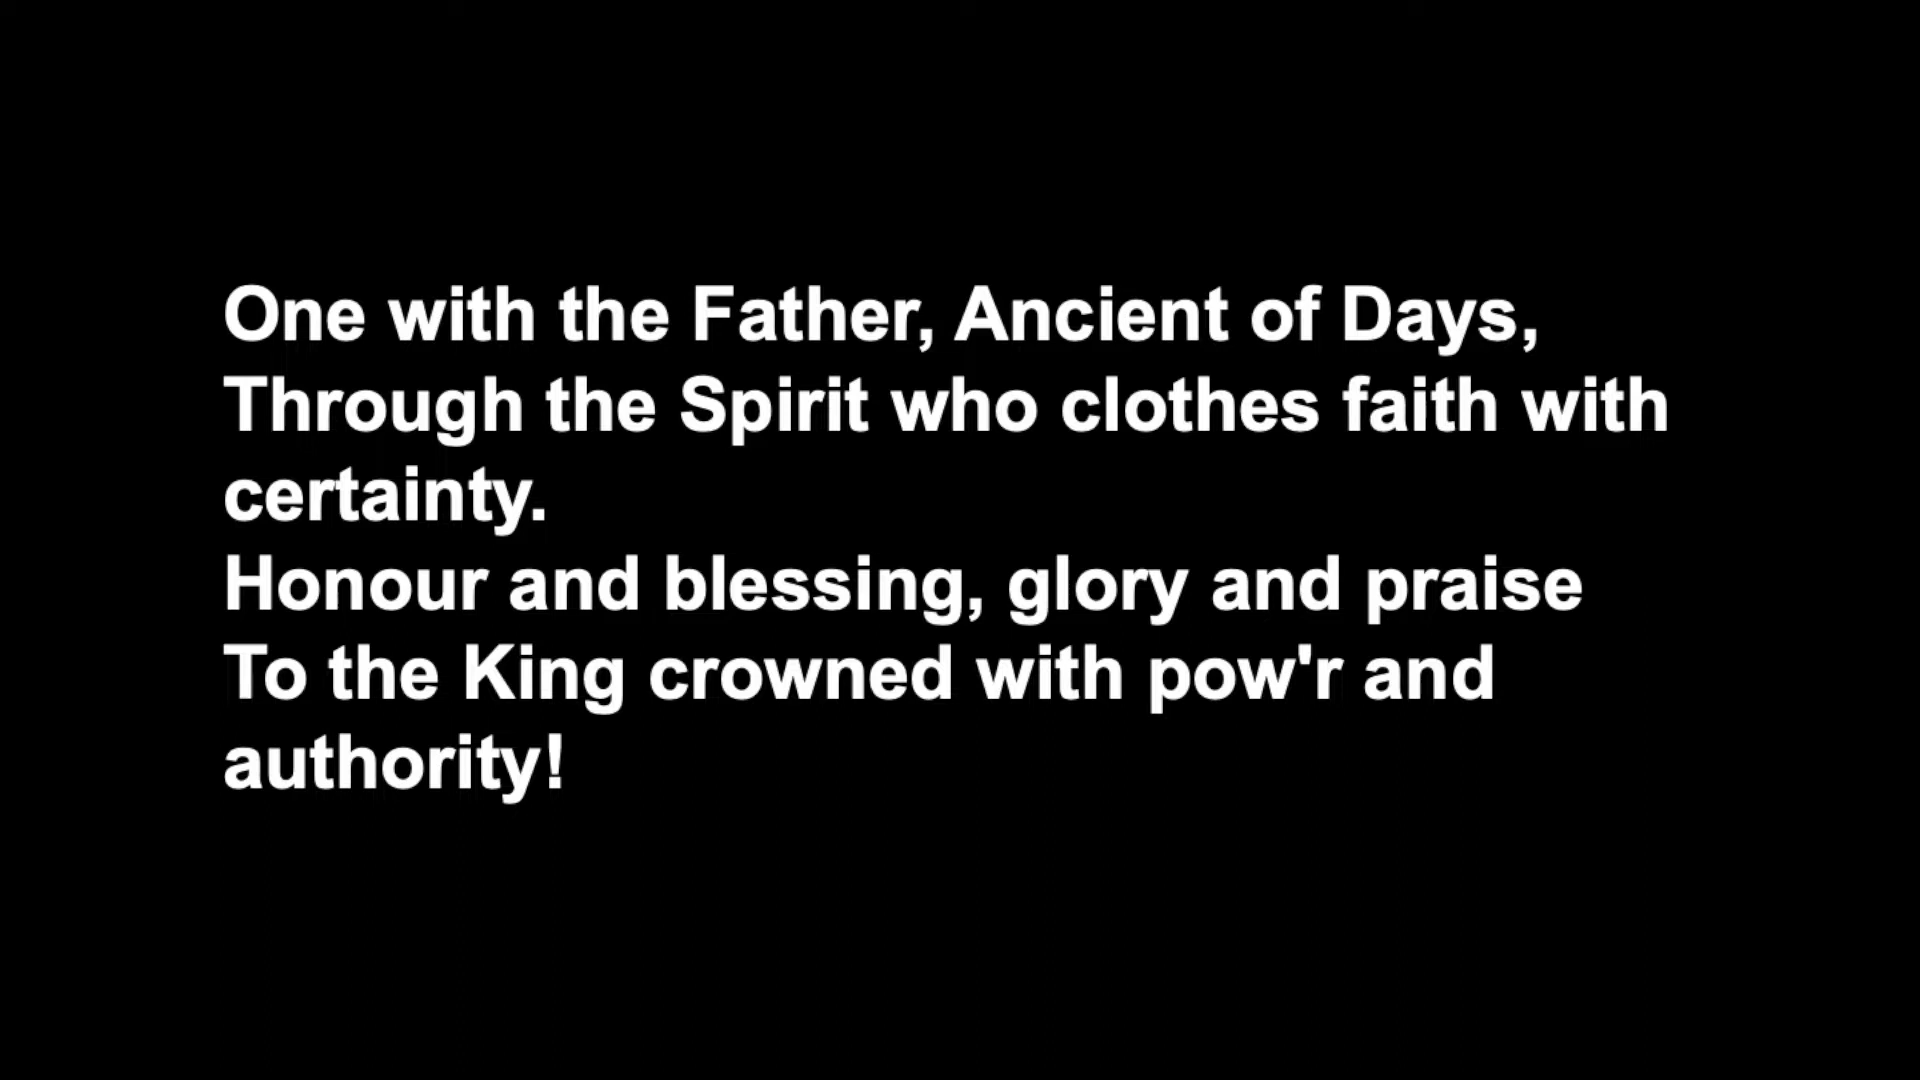 One with the Father, Ancient of Days,
Through the Spirit who clothes faith with
certainty.
Honour and blessing, glory and praise
To the King crowned with pow'r and
authority!